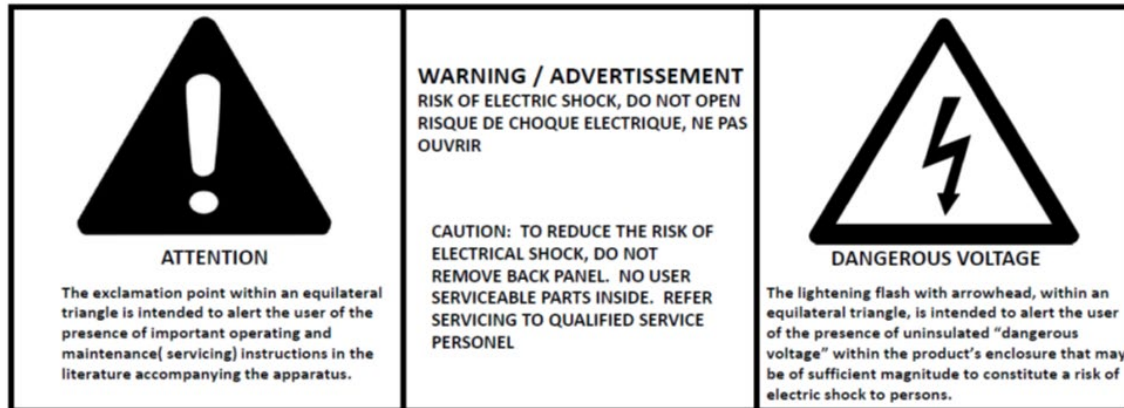 ATTENTION
The exclamation point within an equilateral
triangle is intended to alert the user of the
presence of important operating and
maintenance( servicing) instructions in the
literature accompanying the apparatus.
WARNING / ADVERTISSEMENT
RISK OF ELECTRIC SHOCK, DO NOT OPEN
RISQUE DE CHOQUE ELECTRIQUE, NE PAS
OUVRIR
CAUTION: TO REDUCE THE RISK OF
ELECTRICAL SHOCK, DO NOT
REMOVE BACK PANEL. NO USER
SERVICEABLE PARTS INSIDE. REFER
SERVICING TO QUALIFIED SERVICE
PERSONEL
DANGEROUS VOLTAGE
The lightening flash with arrowhead, within an
equilateral triangle, is intended to alert the user
of the presence of uninsulated “dangerous
voltage” within the product’s enclosure that may
be of sufficient magnitude to constitute a risk of
electric shock to persons.